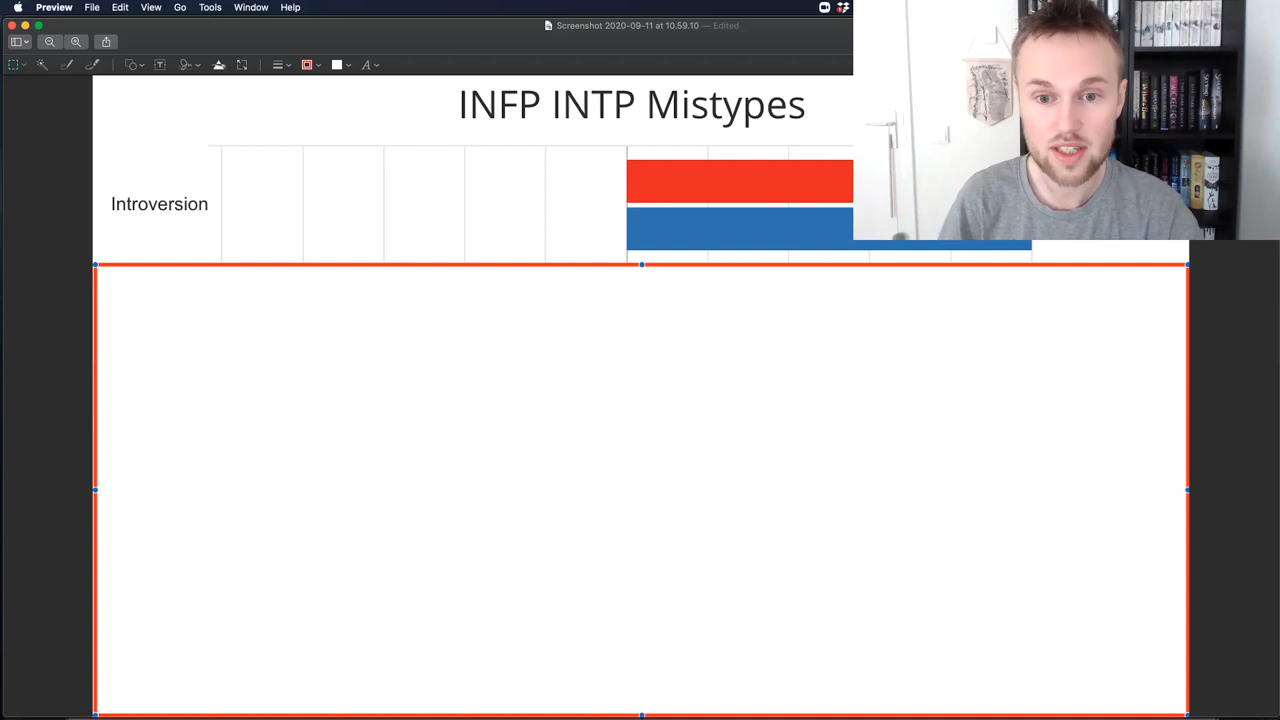 Preview File Edit View Go Tools Window Help
Screenshot 2020-09-11 at 10.59.10 — Edited
INFP INTP Mistypes
Introversion